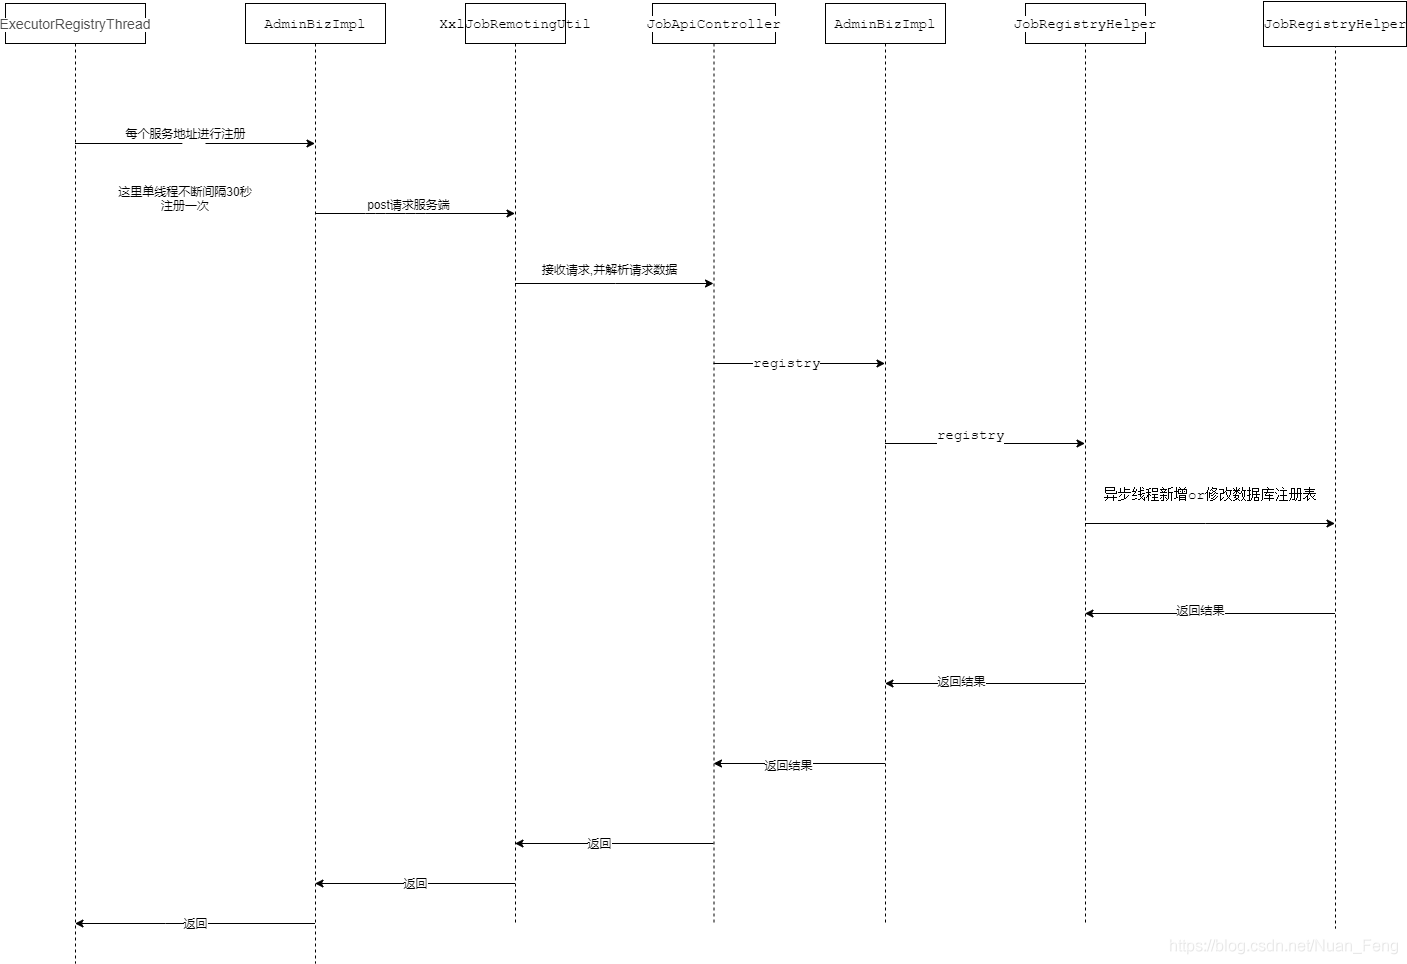 ExecutorRegistryThread
AdminBizImpl
XxlJobRemotingUtil
JobApiController
AdminBizImpl
JobRegistryHelper
JobRegistryHelper
每个服务地址进行注册
这里单线程不断间隔30秒
注册一次
post请求服务端
接收请求,并解析请求数据
registry
registry
异步线程新增or修改数据库注册表
返回结果
返回结果
返回结果
返回
返回
返回
https://blog.csdn.net/Nuan_Feng